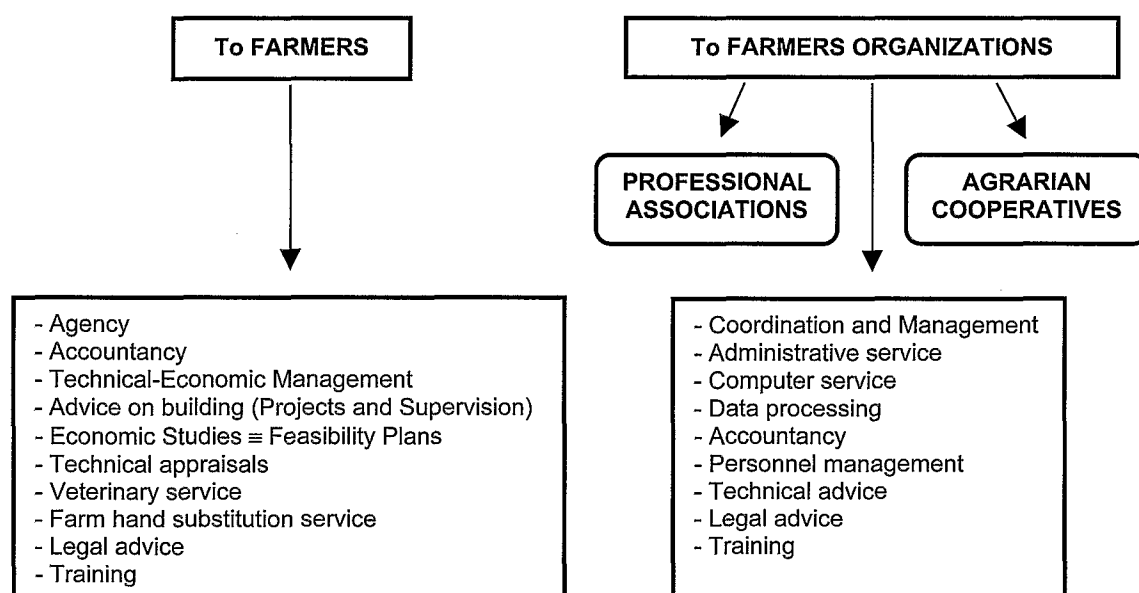 To FARMERS
To FARMERS ORGANIZATIONS
PROFESSIONAL
ASSOCIATIONS
AGRARIAN
COOPERATIVES
- Agency
- Accountancy
- Technical-Economic Management
- Advice on building (Projects and Supervision)
- Economic Studies ≡ Feasibility Plans
- Technical appraisals
- Veterinary service
- Farm hand substitution service
- Legal advice
- Training
- Coordination and Management
- Administrative service
- Computer service
- Data processing
- Accountancy
- Personnel management
- Technical advice
- Legal advice
- Training